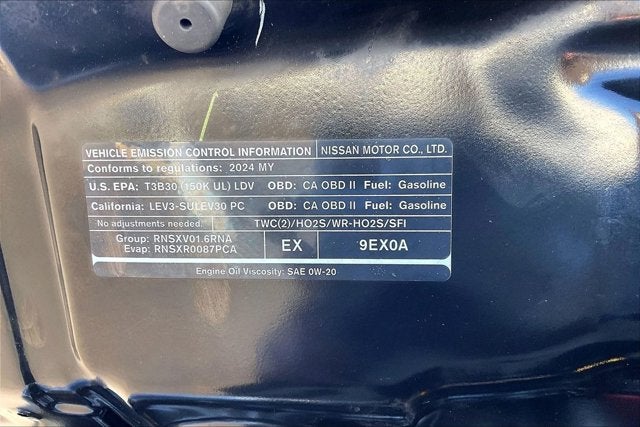 VEHICLE EMISSION CONTROL INFORMATION NISSAN MOTOR CO., LTD.
Conforms to regulations: 2024 MY
U.S. EPA: T3B30 (150K UL) LDV OBD: CA OBD II Fuel: Gasoline
California: LEV3-SULEV30 PC OBD: CA OBD II Fuel: Gasoline
No adjustments needed. TWC(2)/HO2S/WR-HO2S/SFI
Group: RNSXV01.6RNA
Evap: RNSXR0087PCA
EX 9EX0A
Engine Oil Viscosity: SAE 0W-20